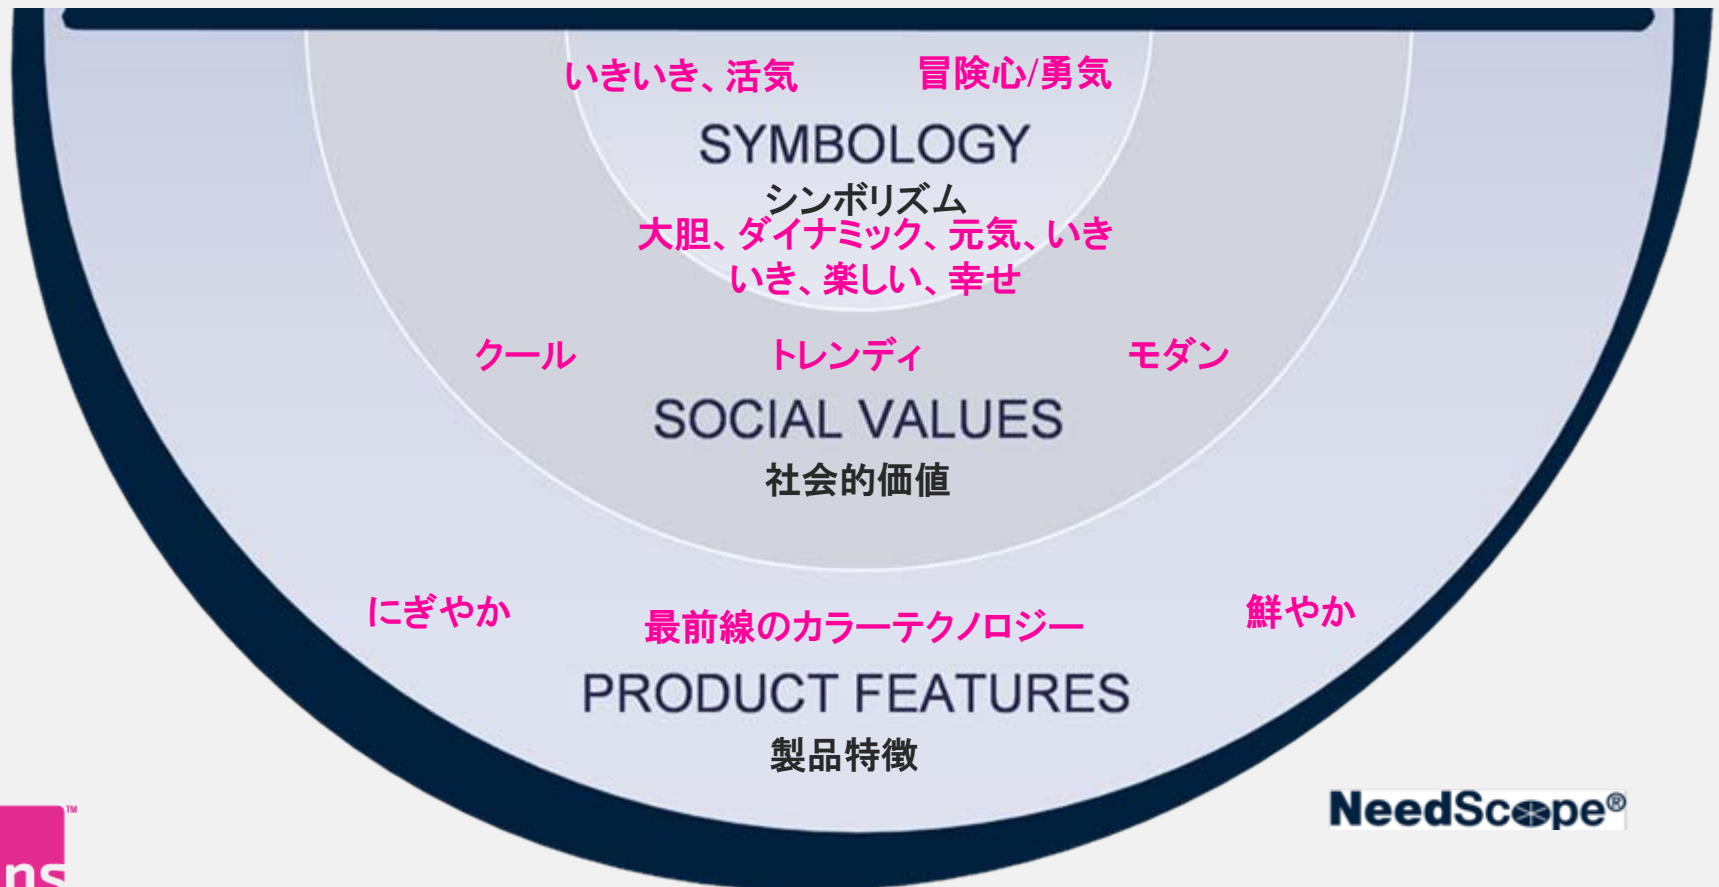 いきいき、活気 冒険心/勇気
SYMBOLOGY
シンボリズム
大胆、ダイナミック、元気、いき
いき、楽しい、幸せ
クール トレンディ モダン
SOCIAL VALUES
社会的価値
にぎやか 最前線のカラーテクノロジー 鮮やか
PRODUCT FEATURES
製品特徴
NeedScope®
ns™